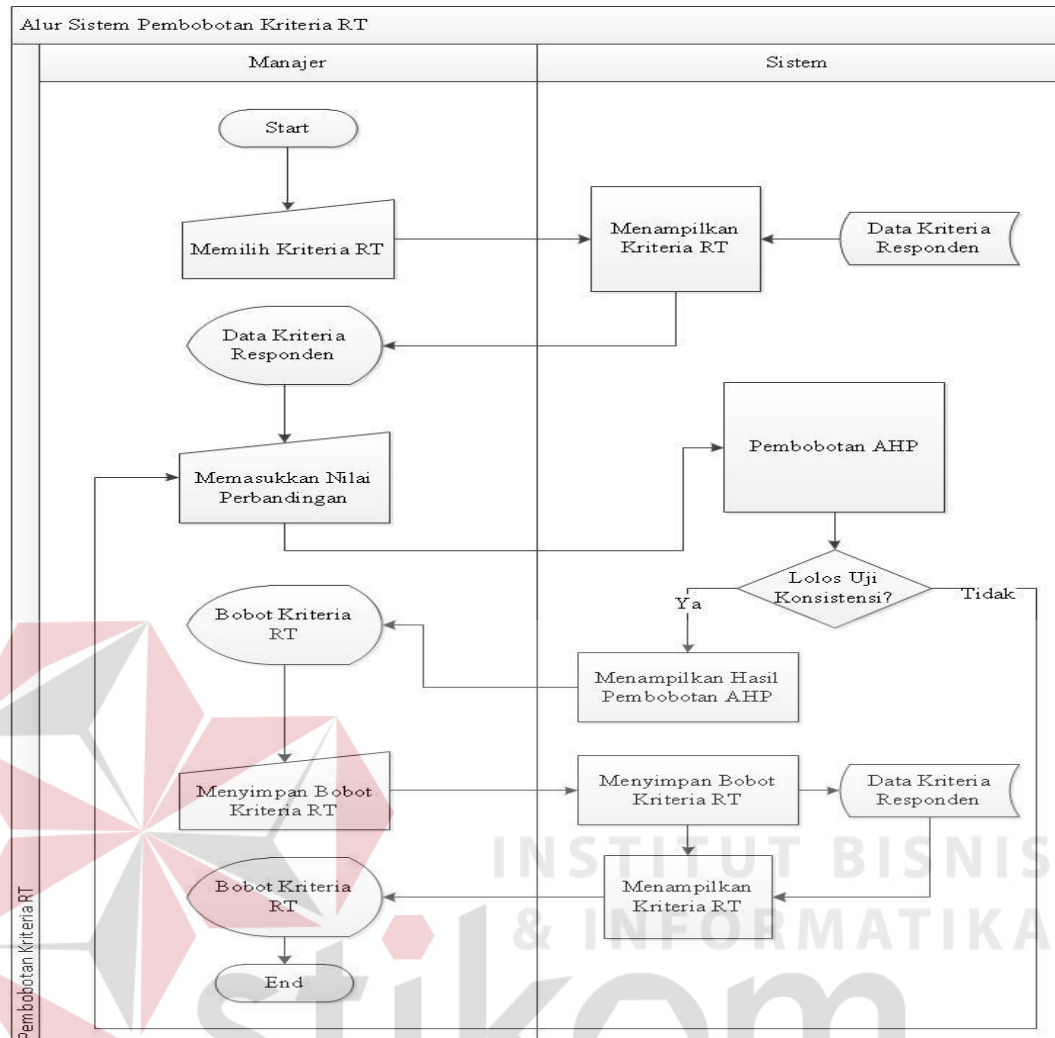 Alur Sistem Pembobotan Kriteria RT
Manajer
Sistem
Start
Memilih Kriteria RT
Menampilkan
Kriteria RT
Data Kriteria
Responden
Data Kriteria
Responden
Memasukkan Nilai
Perbandingan
Pembobotan AHP
Lolos Uji
Konsistensi?
Ya
Tidak
Menampilkan Hasil
Pembobotan AHP
Bobot Kriteria
RT
Menyimpan Bobot
Kriteria RT
Menyimpan Bobot
Kriteria RT
Data Kriteria
Responden
Menampilkan
Kriteria RT
Bobot Kriteria
RT
End
Pembobotan Kriteria RT
INSTITUT BISNIS
& INFORMATIKA
stikom